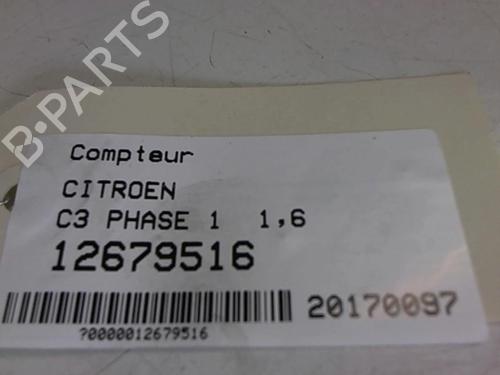 B-PARTS
Compteur
CITROEN
C3 PHASE 1 1,6
12679516
20170097
?0000012679516